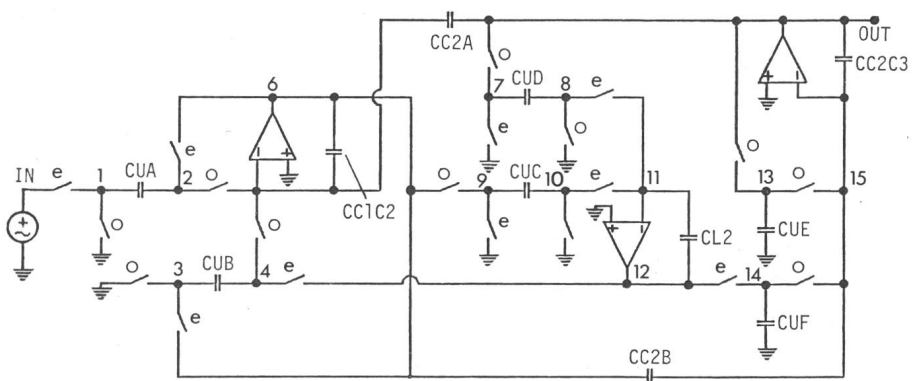 CC2A
OUT
CC2C3
o
CUD
7
8
e
6
e
o
e
o
CC1C2
IN
e
1
CUA
2
o
o
9
CUC
10
e
11
13
o
15
o
o
e
o
CL2
CUE
o
3
CUB
4
e
12
e
14
o
e
CUF
CC2B